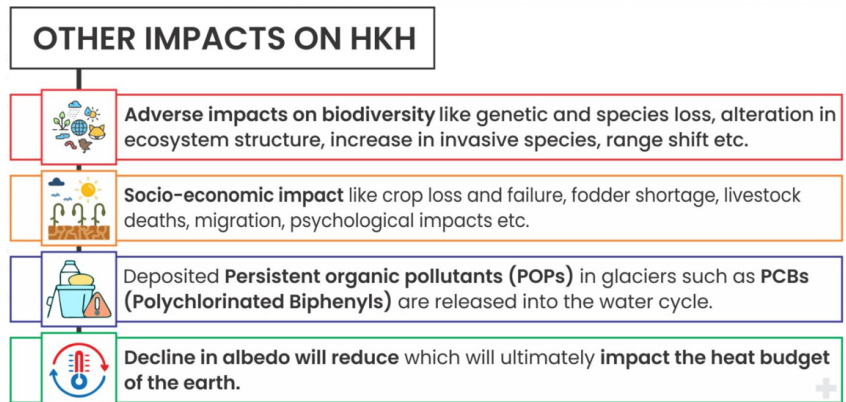 OTHER IMPACTS ON HKH
Adverse impacts on biodiversity like genetic and species loss, alteration in
ecosystem structure, increase in invasive species, range shift etc.
Socio-economic impact like crop loss and failure, fodder shortage, livestock
deaths, migration, psychological impacts etc.
Deposited Persistent organic pollutants (POPs) in glaciers such as PCBs
(Polychlorinated Biphenyls) are released into the water cycle.
Decline in albedo will reduce which will ultimately impact the heat budget
of the earth.